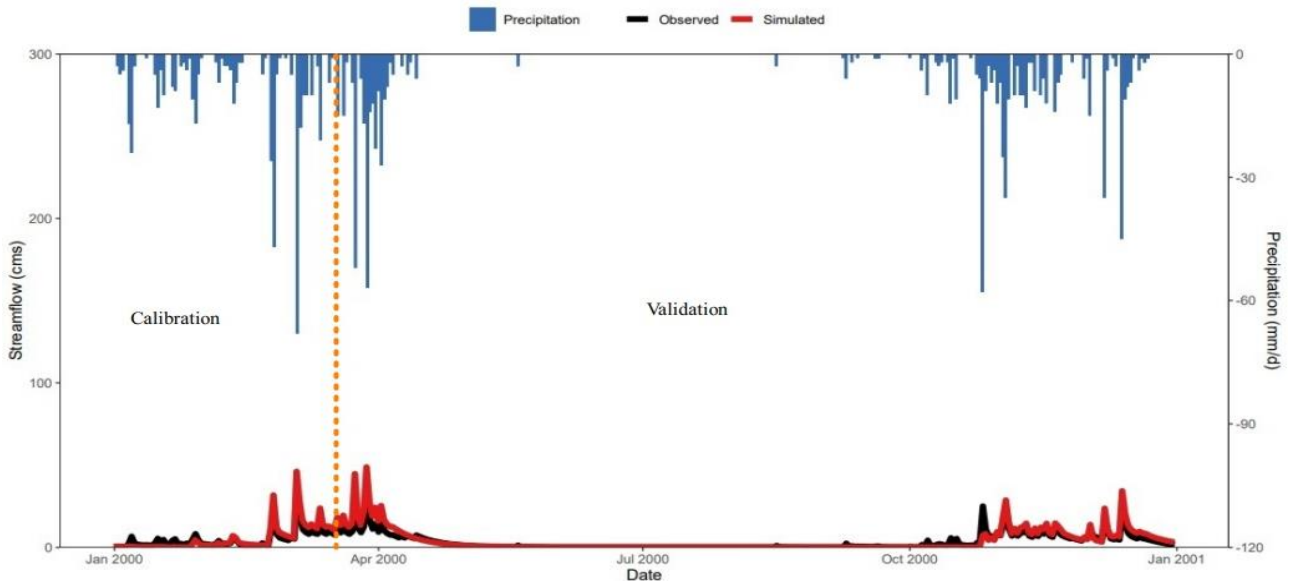 Precipitation Observed Simulated
300
200
100
0
Streamflow (cms)
Calibration
Validation
0
-30
-60
-90
-120
Precipitation (mm/d)
Jan 2000 Apr 2000 Jul 2000 Oct 2000 Jan 2001
Date